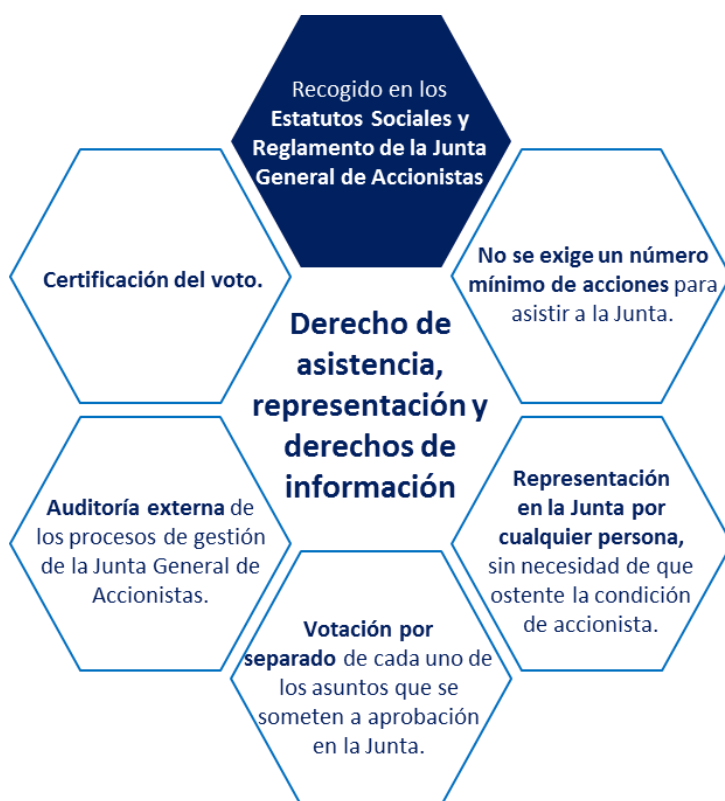 Recogido en los
Estatutos Sociales y
Reglamento de la Junta
General de Accionistas
No se exige un número
mínimo de acciones para
asistir a la Junta.
Certificación del voto.
Derecho de
asistencia,
representación y
derechos de
información
Representación
en la Junta por
cualquier persona,
sin necesidad de que
ostente la condición
de accionista.
Auditoría externa de
los procesos de gestión
de la Junta General de
Accionistas.
Votación por
separado de cada uno de
los asuntos que se
someten a aprobación
en la Junta.